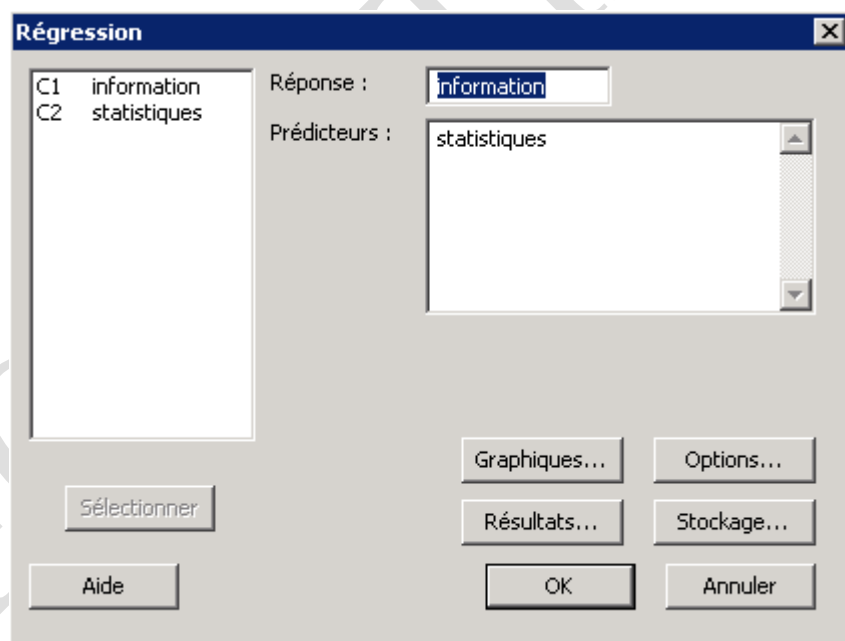 Régression
C1 information
C2 statistiques
Réponse :
information
Prédicteurs :
statistiques
Graphiques...
Options...
Sélectionner
Résultats...
Stockage...
Aide
OK
Annuler